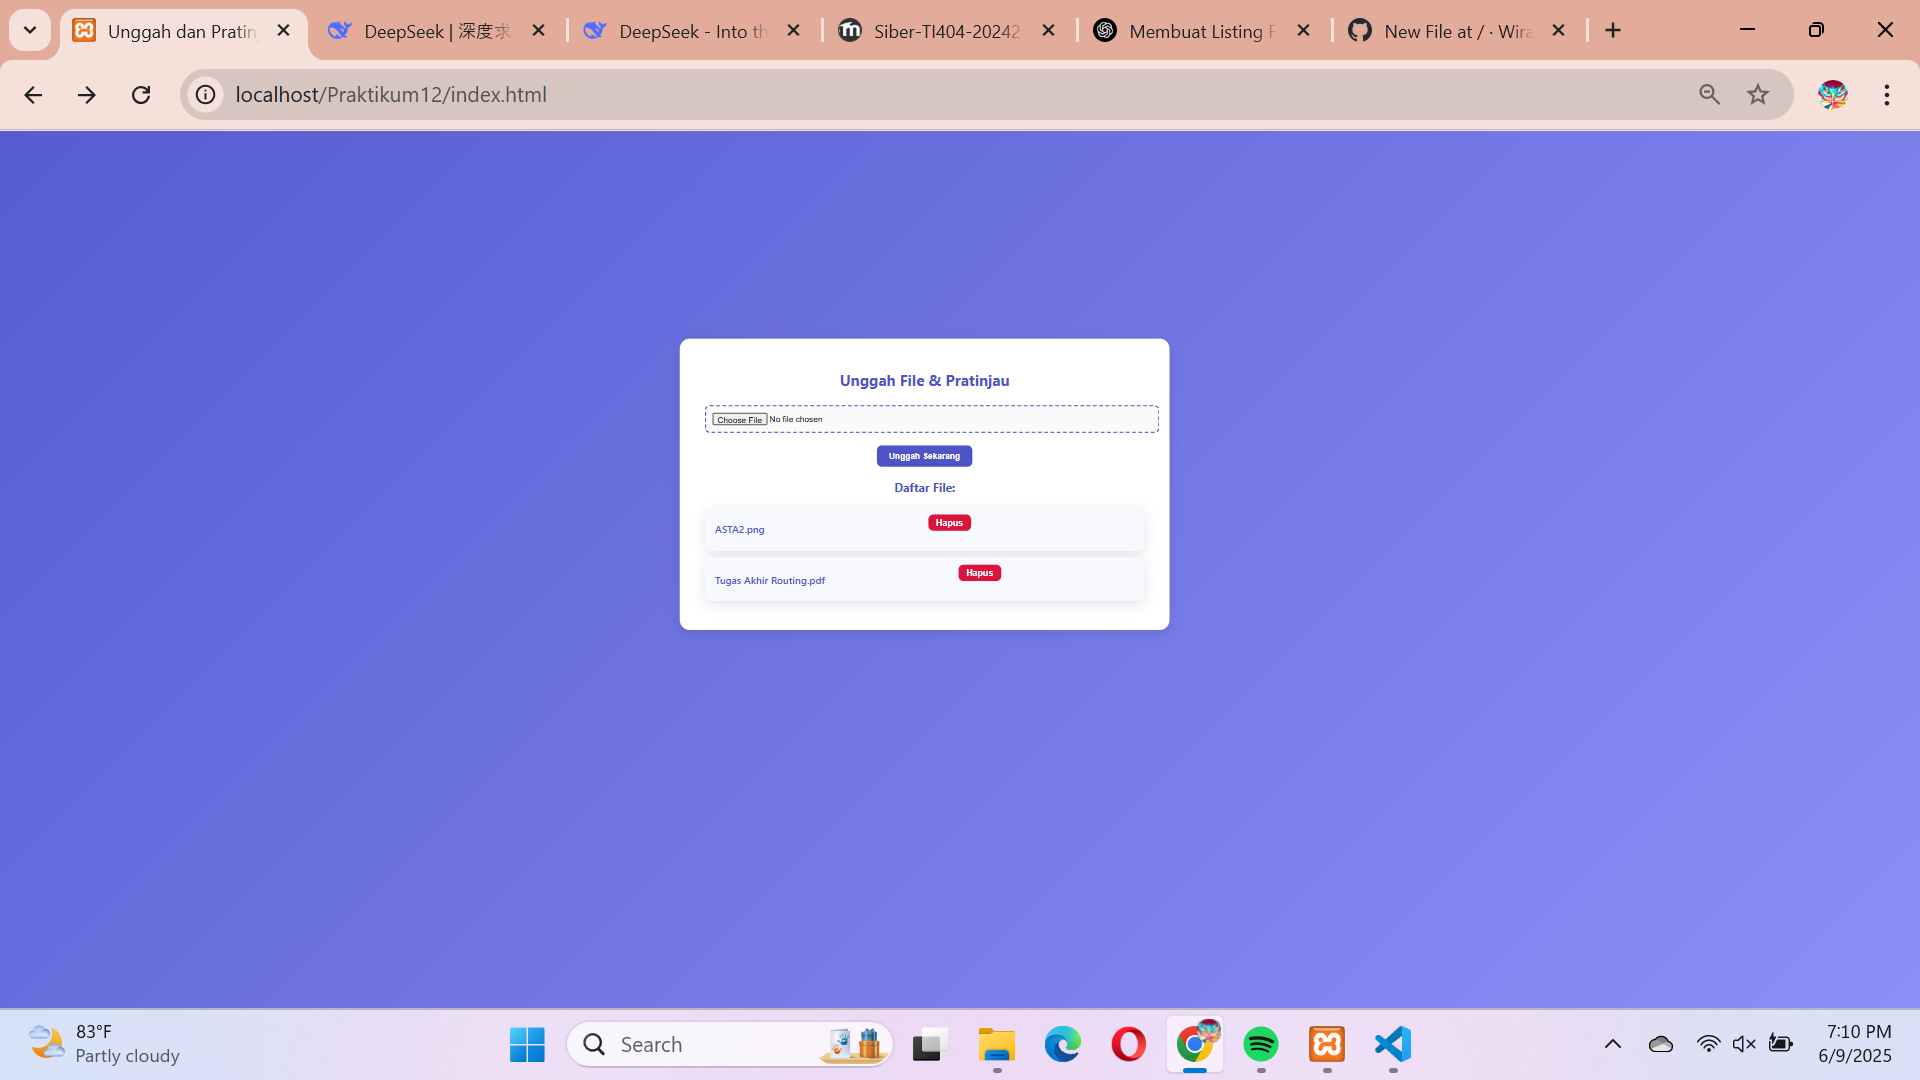 Unggah dan Pratin
DeepSeek | 深度求
DeepSeek - Into th
Siber-TI404-20242
Membuat Listing F
New File at / · Wira
localhost/Praktikum12/index.html
Unggah File & Pratinjau
Choose File No file chosen
Unggah Sekarang
Daftar File:
ASTA2.png
Hapus
Tugas Akhir Routing.pdf
Hapus
83°F
Partly cloudy
Search
7:10 PM
6/9/2025